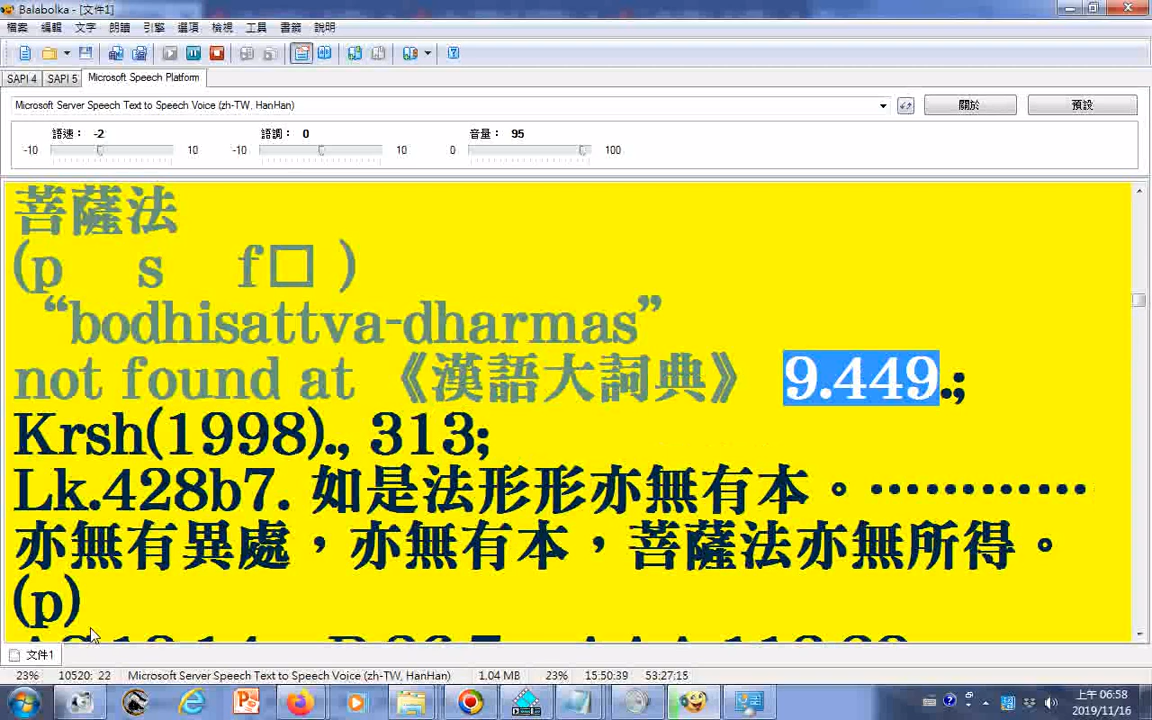 Balabolka - [文件1]
檔案 編輯 文字 朗讀 引擎 選項 檢視 工具 書籤 說明
SAPI 4 SAPI 5 Microsoft Speech Platform
Microsoft Server Speech Text to Speech Voice (zh-TW, HanHan) 關於 預設
語速： -2 語調： 0 音量： 95
-10 10 -10 10 0 100
菩薩法
(p s f□ )
“bodhisattva-dharmas”
not found at 《漢語大詞典》 9.449.;
Krsh(1998)., 313;
Lk.428b7. 如是法形形亦無有本。…………
亦無有異處，亦無有本，菩薩法亦無所得。
(p)
文件1
23% 10520: 22 Microsoft Server Speech Text to Speech Voice (zh-TW, HanHan) 1.04 MB 23% 15:50:39 53:27:15
上午 06:58
2019/11/16